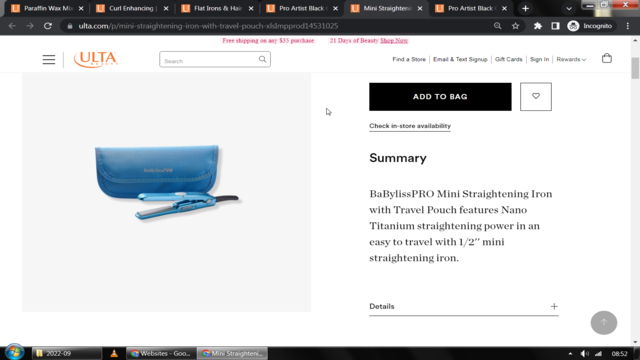 Paraffin Wax Mi
Curl Enhancing
Flat Irons & Hai
Pro Artist Black
Mini Straighteni
Pro Artist Black
ulta.com/p/mini-straightening-iron-with-travel-pouch-xlsImpprod14531025
Incognito
Free shipping on any $35 purchase
21 Days of Beauty Shop Now
ULTA
BEAUTY
Search
Find a Store
Email & Text Signup
Gift Cards
Sign In
Rewards
ADD TO BAG
Check in-store availability
Summary
BaBylissPRO Mini Straightening Iron
with Travel Pouch features Nano
Titanium straightening power in an
easy to travel with 1/2'' mini
straightening iron.
Details
2022-09
Websites - Goo...
Mini Straighteni...
08:52